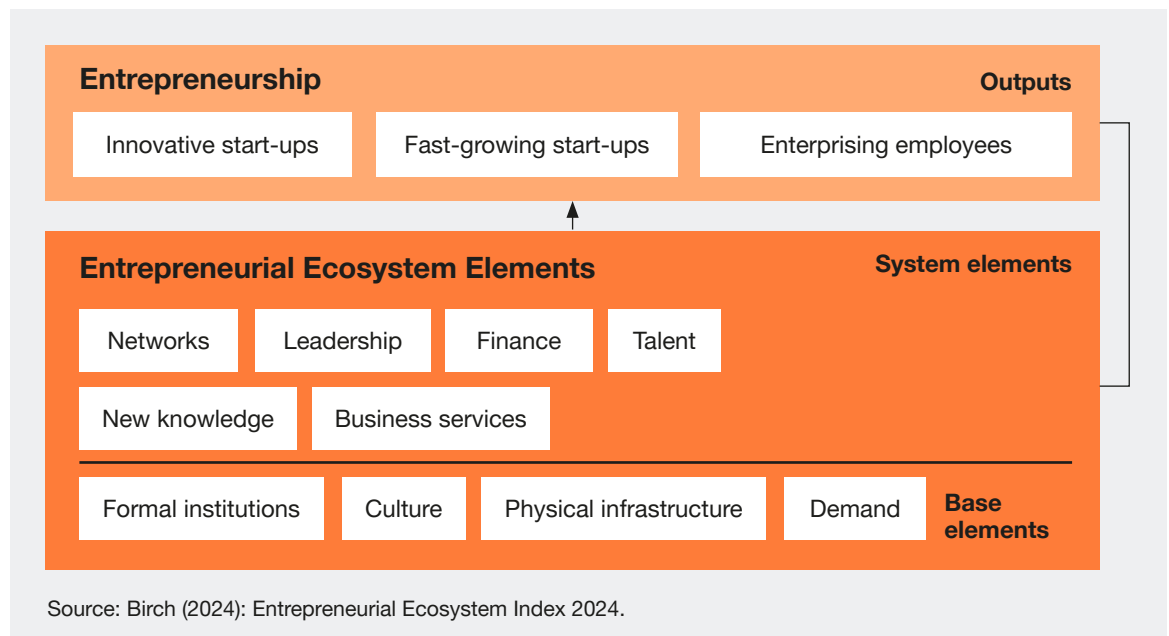 Entrepreneurship
Outputs
Innovative start-ups
Fast-growing start-ups
Enterprising employees
Entrepreneurial Ecosystem Elements
System elements
Networks
Leadership
Finance
Talent
New knowledge
Business services
Formal institutions
Culture
Physical infrastructure
Demand
Base
elements
Source: Birch (2024): Entrepreneurial Ecosystem Index 2024.